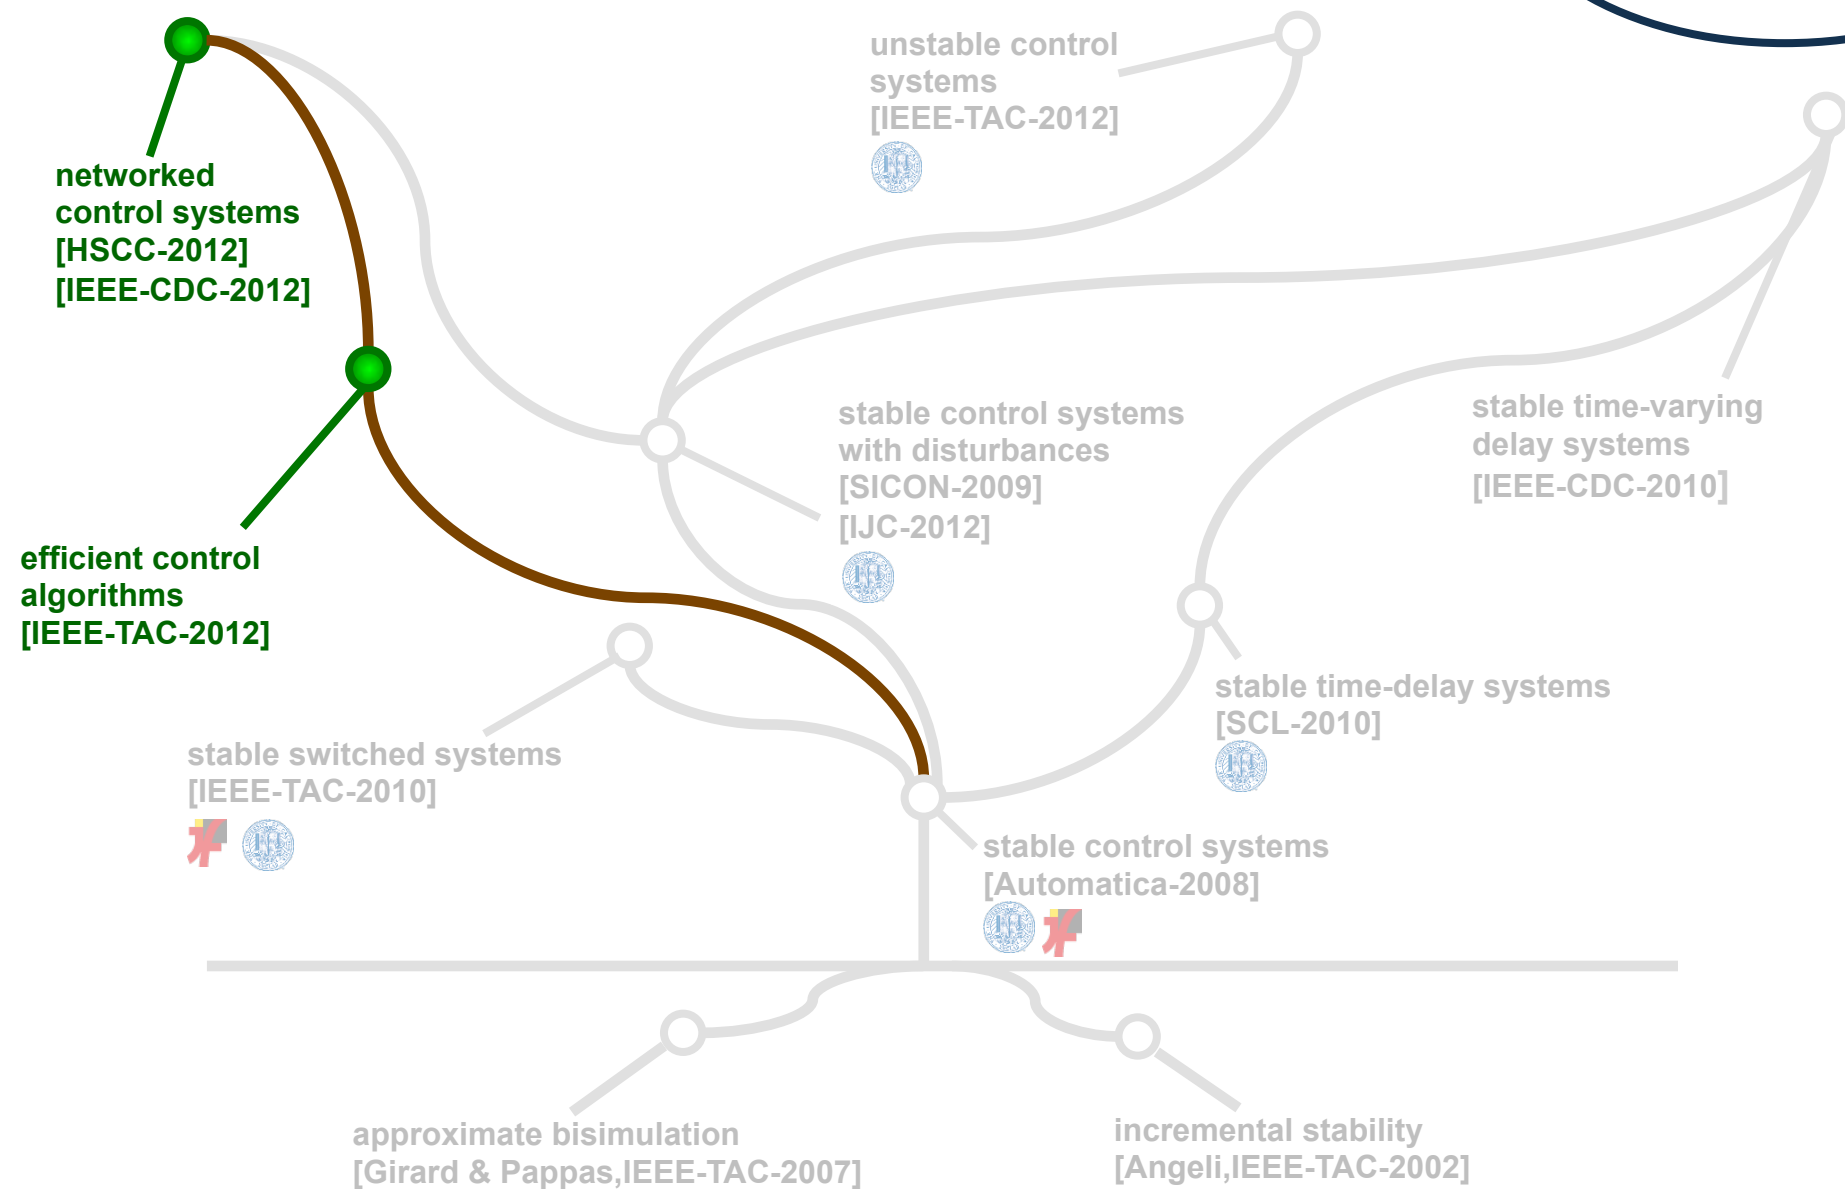 unstable control
systems
[IEEE-TAC-2012]
networked
control systems
[HSCC-2012]
[IEEE-CDC-2012]
stable control systems
with disturbances
[SICON-2009]
[IJC-2012]
stable time-varying
delay systems
[IEEE-CDC-2010]
efficient control
algorithms
[IEEE-TAC-2012]
stable time-delay systems
[SCL-2010]
stable switched systems
[IEEE-TAC-2010]
stable control systems
[Automatica-2008]
approximate bisimulation
[Girard & Pappas,IEEE-TAC-2007]
incremental stability
[Angeli,IEEE-TAC-2002]